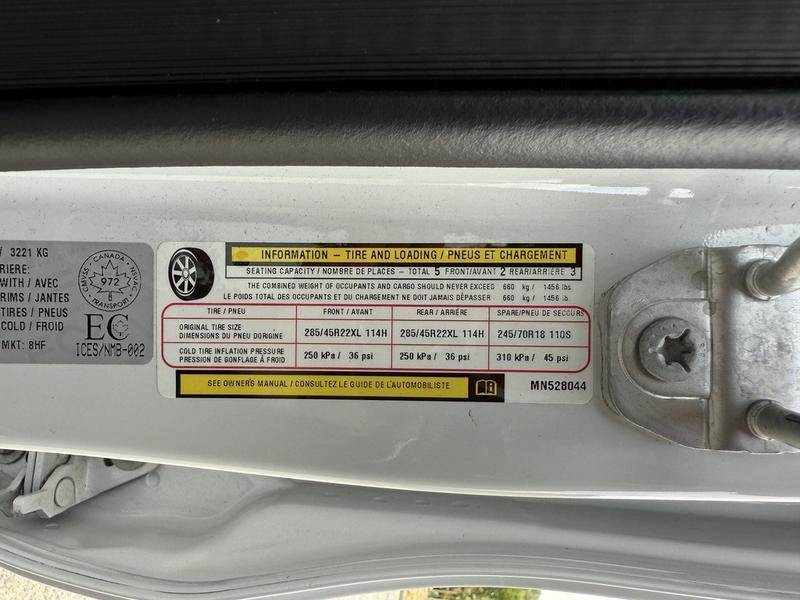 3221 KG
RIERE:
WITH / AVEC
RIMS / JANTES
TIRES / PNEUS
COLD / FROID
MKT: 8HF
CANADA
972
TRANSPORT
EC
ICES/NMB-002
INFORMATION – TIRE AND LOADING / PNEUS ET CHARGEMENT
SEATING CAPACITY / NOMBRE DE PLACES – TOTAL 5 FRONT/AVANT 2 REAR/ARRIÈRE 3
THE COMBINED WEIGHT OF OCCUPANTS AND CARGO SHOULD NEVER EXCEED 660 kg / 1456 lb
LE POIDS TOTAL DES OCCUPANTS ET DU CHARGEMENT NE DOIT JAMAIS DÉPASSER 660 kg / 1456 lb
TIRE / PNEU FRONT / AVANT REAR / ARRIÈRE SPARE/PNEU DE SECOURS
ORIGINAL TIRE SIZE
DIMENSIONS DU PNEU DORIGINE 285/45R22XL 114H 285/45R22XL 114H 245/70R18 110S
COLD TIRE INFLATION PRESSURE
PRESSION DE GONFLAGE À FROID 250 kPa / 36 psi 250 kPa / 36 psi 310 kPa / 45 psi
SEE OWNER'S MANUAL / CONSULTEZ LE GUIDE DE L'AUTOMOBILISTE
MN528044